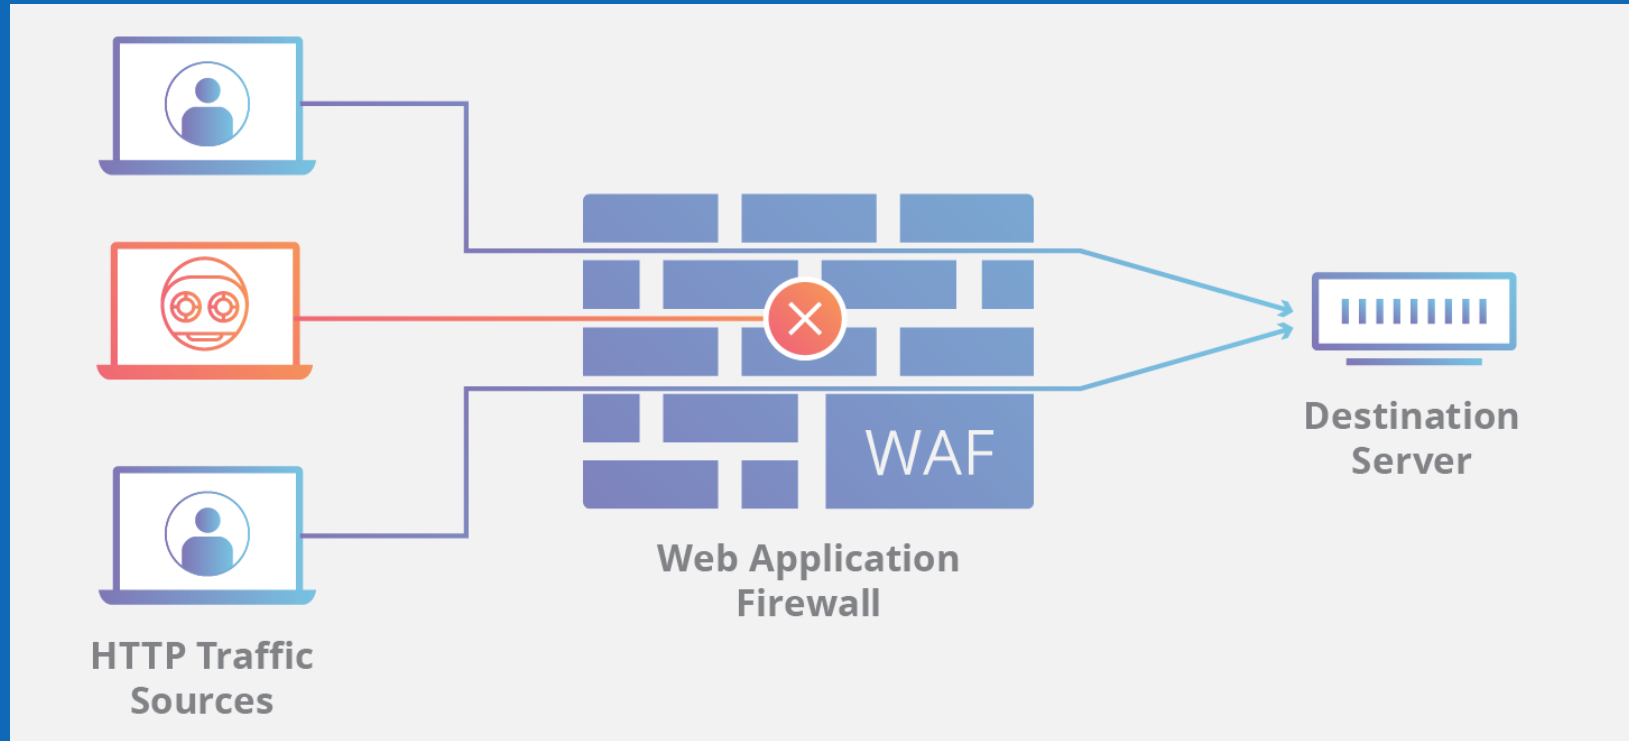 WAF
Web Application
Firewall
Destination
Server
HTTP Traffic
Sources